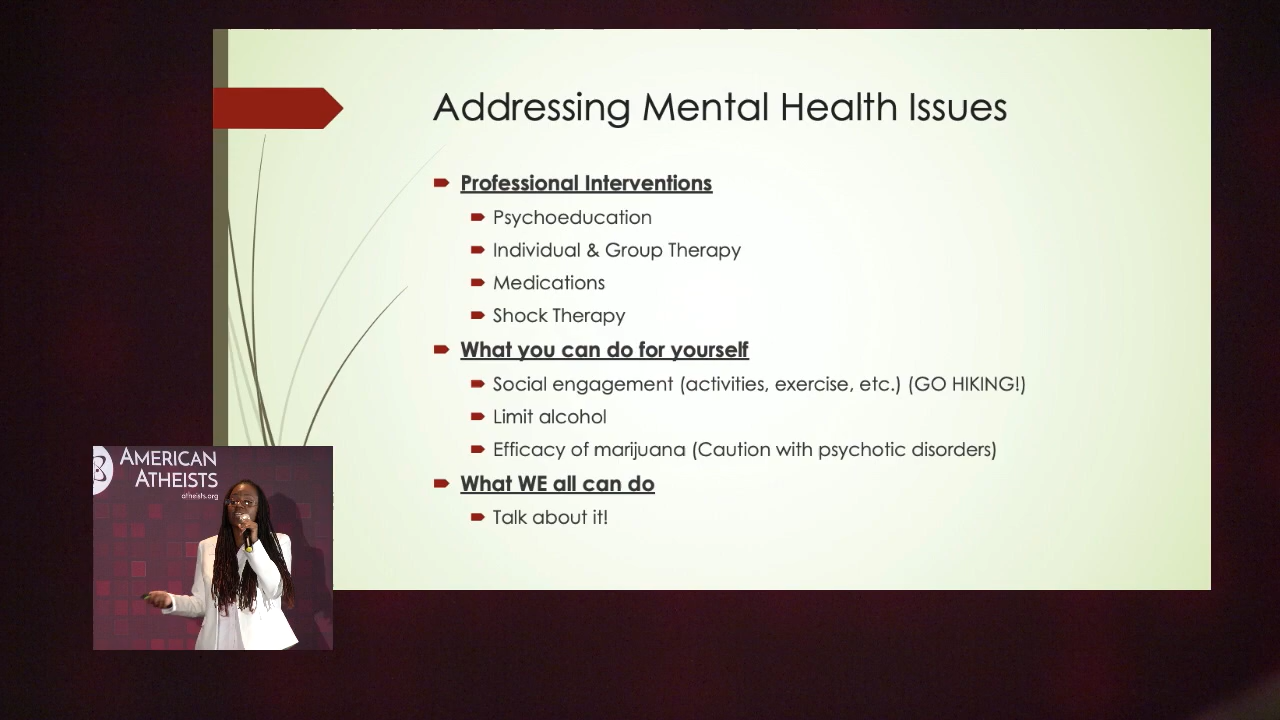 Addressing Mental Health Issues
Professional Interventions
Psychoeducation
Individual & Group Therapy
Medications
Shock Therapy
What you can do for yourself
Social engagement (activities, exercise, etc.) (GO HIKING!)
Limit alcohol
Efficacy of marijuana (Caution with psychotic disorders)
What WE all can do
Talk about it!
AMERICAN
ATHEISTS
atheists.org